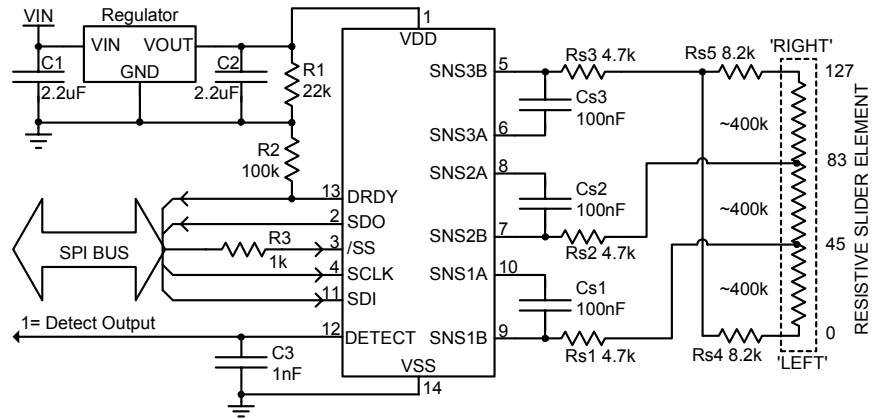 VIN
Regulator
VIN
VOUT
GND
C1
2.2uF
C2
2.2uF
R1
22k
R2
100k
1
VDD
SNS3B
5
SNS3A
6
SNS2A
8
SNS2B
7
SNS1A
10
SNS1B
9
VSS
14
13
DRDY
2
SDO
3
/SS
4
SCLK
11
SDI
12
DETECT
SPI BUS
R3
1k
1= Detect Output
C3
1nF
Rs3 4.7k
Cs3
100nF
Cs2
100nF
Rs2 4.7k
Cs1
100nF
Rs1 4.7k
Rs5 8.2k
Rs4 8.2k
'RIGHT'
127
~400k
83
~400k
45
~400k
0
'LEFT'
RESISTIVE SLIDER ELEMENT